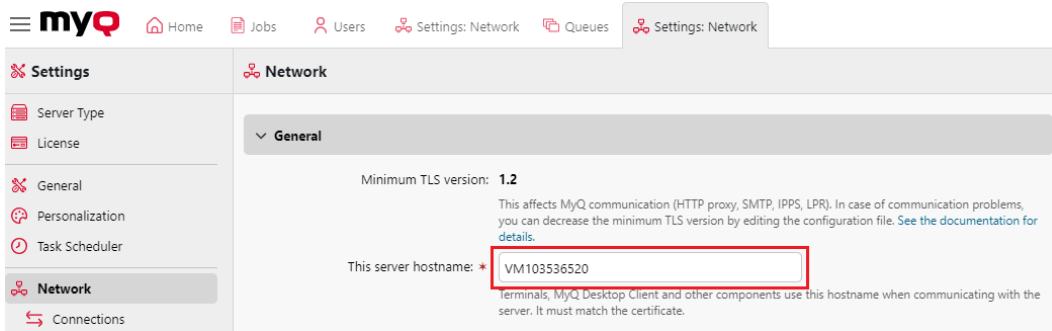 myQ Home Jobs Users Settings: Network Queues Settings: Network
Settings
Network
Server Type
License
General
General
Personalization
Task Scheduler
Network
Connections
Minimum TLS version: 1.2
This affects MyQ communication (HTTP proxy, SMTP, IPPS, LPR). In case of communication problems,
you can decrease the minimum TLS version by editing the configuration file. See the documentation for
details.
This server hostname: * VM103536520
Terminals, MyQ Desktop Client and other components use this hostname when communicating with the
server. It must match the certificate.